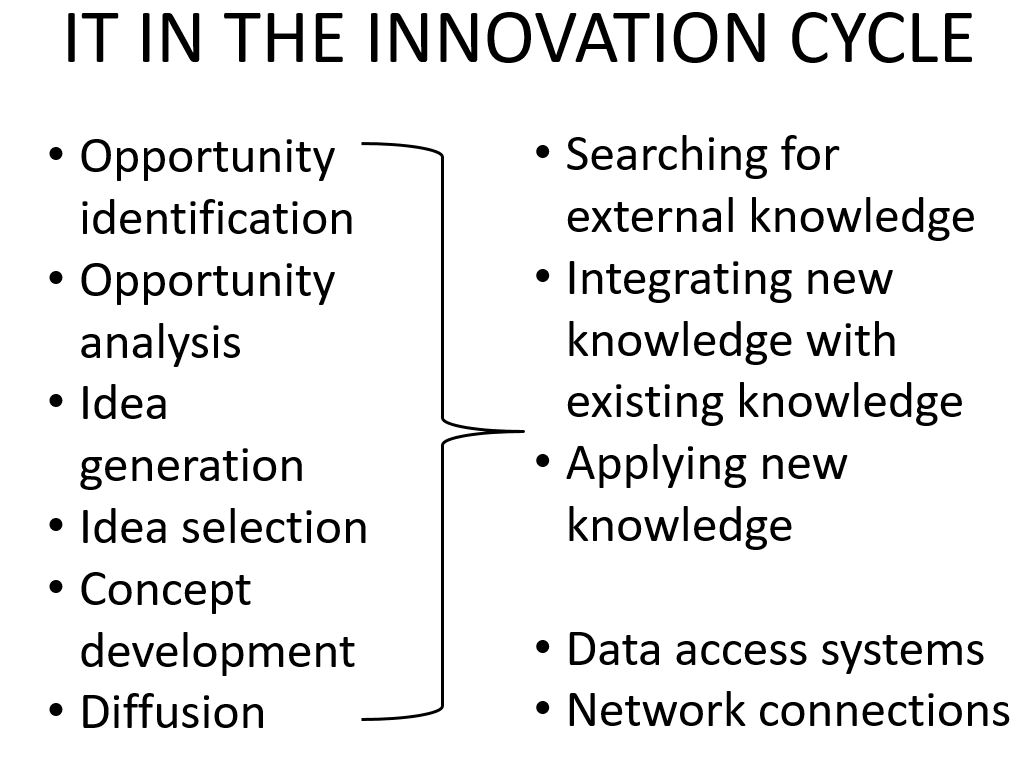 IT IN THE INNOVATION CYCLE
• Opportunity
identification
• Opportunity
analysis
• Idea
generation
• Idea selection
• Concept
development
• Diffusion
• Searching for
external knowledge
• Integrating new
knowledge with
existing knowledge
• Applying new
knowledge
• Data access systems
• Network connections